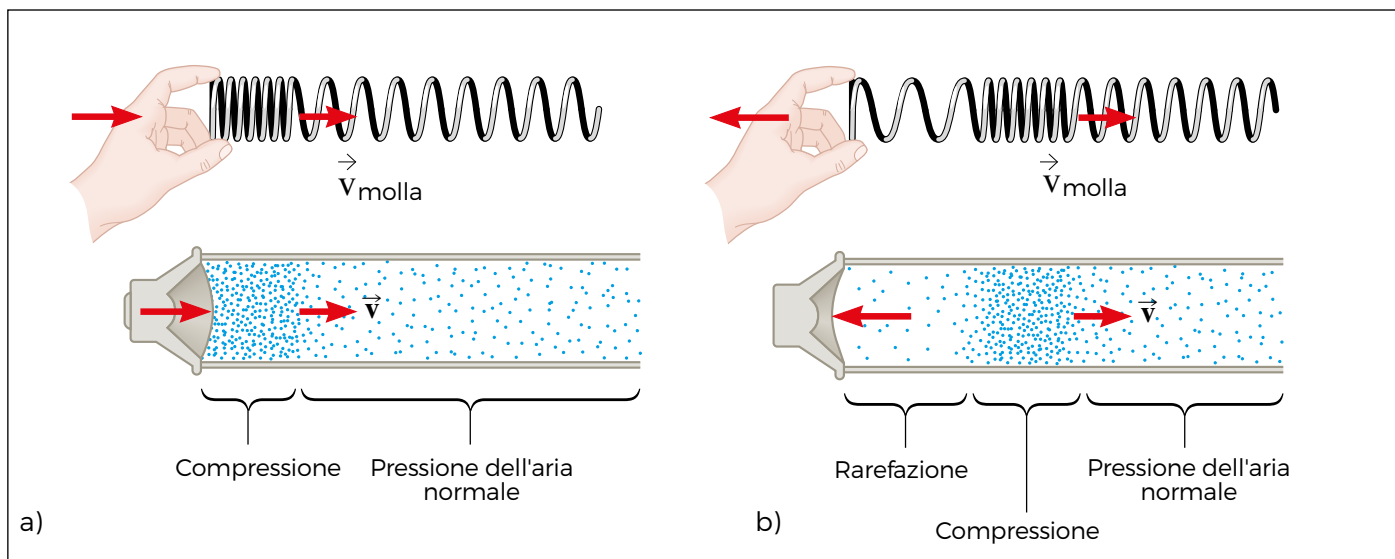 v molla
v
Compressione
Pressione dell'aria
normale
a)
v molla
v
Rarefazione
Compressione
Pressione dell'aria
normale
b)